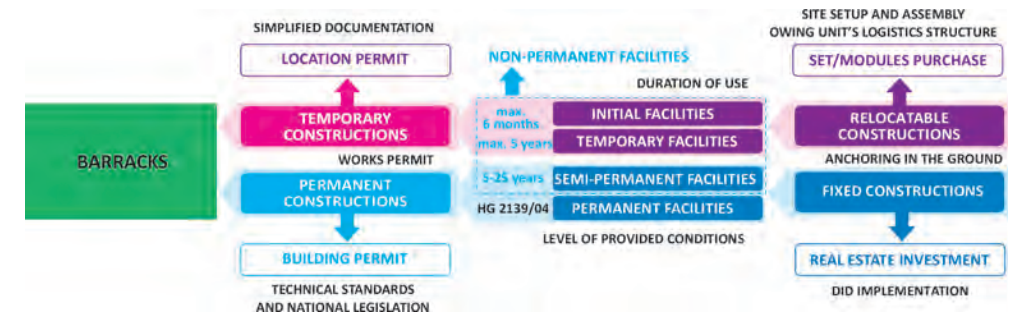 SIMPLIFIED DOCUMENTATION
LOCATION PERMIT
TEMPORARY
CONSTRUCTIONS
BARRACKS
WORKS PERMIT
PERMANENT
CONSTRUCTIONS
BUILDING PERMIT
TECHNICAL STANDARDS
AND NATIONAL LEGISLATION
NON-PERMANENT FACILITIES
DURATION OF USE
max.
6 months
INITIAL FACILITIES
max. 5 years
TEMPORARY FACILITIES
5-25 years
SEMI-PERMANENT FACILITIES
HG 2139/04
PERMANENT FACILITIES
LEVEL OF PROVIDED CONDITIONS
SITE SETUP AND ASSEMBLY
OWING UNIT'S LOGISTICS STRUCTURE
SET/MODULES PURCHASE
RELOCATABLE
CONSTRUCTIONS
ANCHORING IN THE GROUND
FIXED CONSTRUCTIONS
REAL ESTATE INVESTMENT
DID IMPLEMENTATION